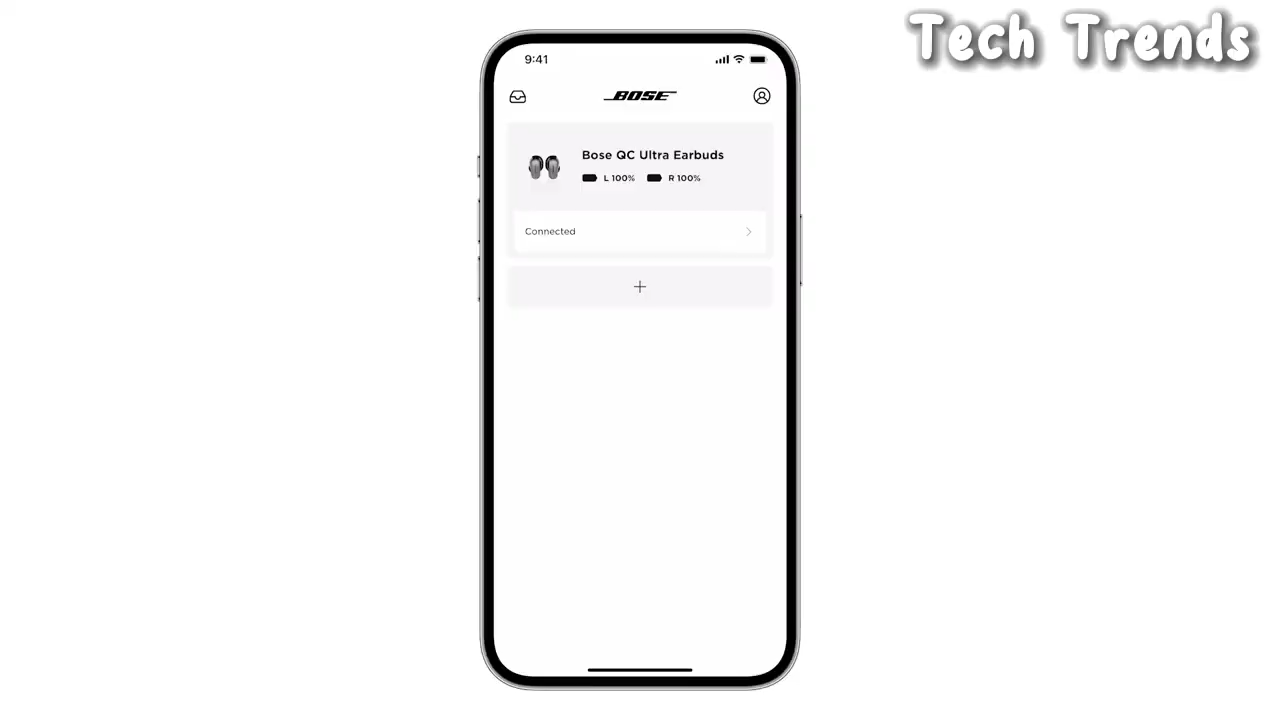 Tech Trends
9:41
BOSE
Bose QC Ultra Earbuds
L 100% R 100%
Connected